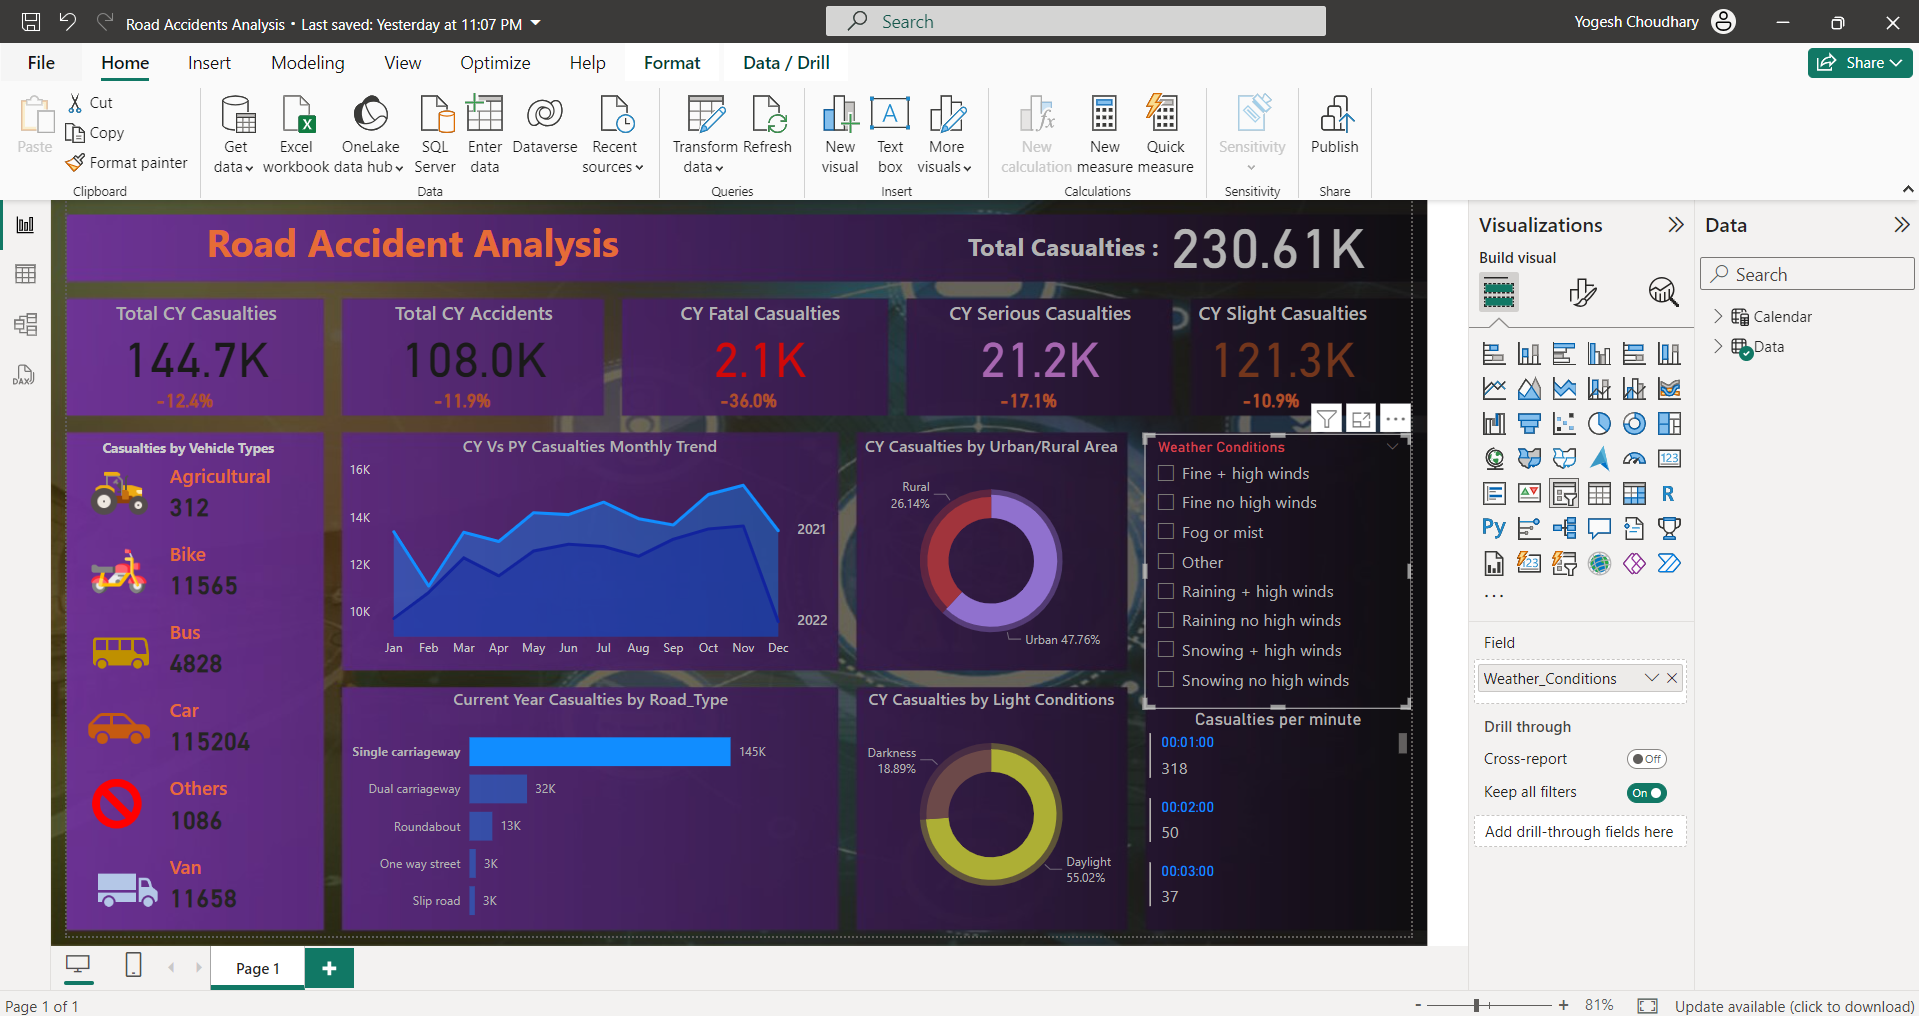 Road Accidents Analysis • Last saved: Yesterday at 11:07 PM
Search
Yogesh Choudhary
File
Home
Insert
Modeling
View
Optimize
Help
Format
Data / Drill
Share
Paste
Cut
Copy
Format painter
Clipboard
Get data
Excel workbook
OneLake data hub
SQL Server
Enter data
Dataverse
Recent sources
Data
Transform data
Refresh
Queries
New visual
Text box
More visuals
Insert
New calculation
New measure
Quick measure
Calculations
Sensitivity
Sensitivity
Publish
Share
DAX
Road Accident Analysis
Total Casualties :
230.61K
Total CY Casualties
144.7K
-12.4%
Total CY Accidents
108.0K
-11.9%
CY Fatal Casualties
2.1K
-36.0%
CY Serious Casualties
21.2K
-17.1%
CY Slight Casualties
121.3K
-10.9%
Casualties by Vehicle Types
Agricultural
312
Bike
11565
Bus
4828
Car
115204
Others
1086
Van
11658
CY Vs PY Casualties Monthly Trend
16K
14K
12K
10K
2021
2022
Jan Feb Mar Apr May Jun Jul Aug Sep Oct Nov Dec
CY Casualties by Urban/Rural Area
Rural
26.14%
Urban 47.76%
Weather Conditions
Fine + high winds
Fine no high winds
Fog or mist
Other
Raining + high winds
Raining no high winds
Snowing + high winds
Snowing no high winds
Current Year Casualties by Road_Type
Single carriageway 145K
Dual carriageway 32K
Roundabout 13K
One way street 3K
Slip road 3K
CY Casualties by Light Conditions
Darkness
18.89%
Daylight
55.02%
Casualties per minute
00:01:00
318
00:02:00
50
00:03:00
37
Visualizations
Build visual
123
R
Py
123
...
Field
Weather_Conditions
Drill through
Cross-report
Off
Keep all filters
On
Add drill-through fields here
Data
Search
Calendar
Data
Page 1
+
Page 1 of 1
- + 81%
Update available (click to download)